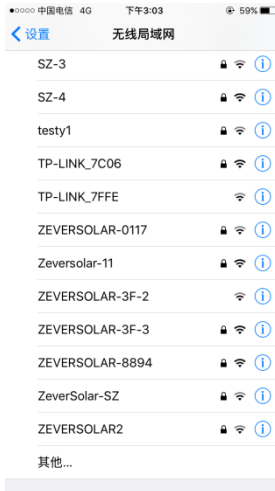 中国电信 4G 下午3:03 59%
设置 无线局域网
SZ-3
SZ-4
testy1
TP-LINK_7C06
TP-LINK_7FFE
ZEVERSOLAR-0117
Zeversolar-11
ZEVERSOLAR-3F-2
ZEVERSOLAR-3F-3
ZEVERSOLAR-8894
ZeverSolar-SZ
ZEVERSOLAR2
其他...